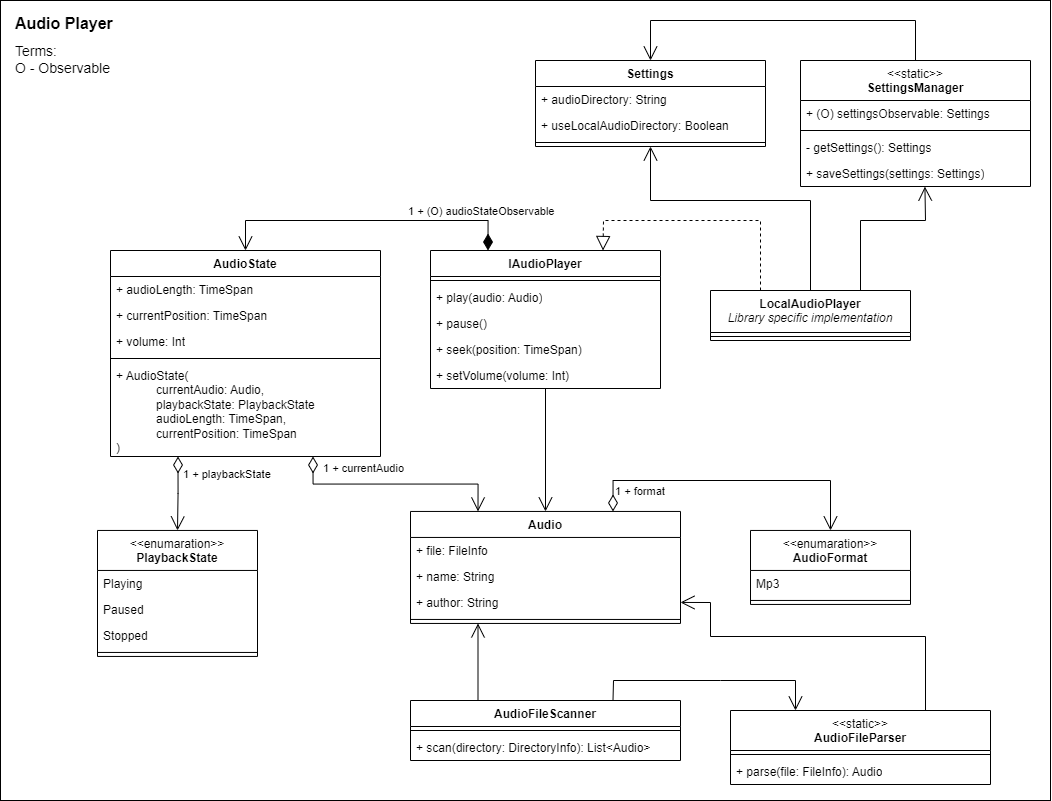 Audio Player
Terms:
O - Observable
Settings
+ audioDirectory: String
+ useLocalAudioDirectory: Boolean
<<static>>
SettingsManager
+ (O) settingsObservable: Settings
- getSettings(): Settings
+ saveSettings(settings: Settings)
1 + (O) audioStateObservable
AudioState
+ audioLength: TimeSpan
+ currentPosition: TimeSpan
+ volume: Int
+ AudioState(
currentAudio: Audio,
playbackState: PlaybackState
audioLength: TimeSpan,
currentPosition: TimeSpan
)
IAudioPlayer
+ play(audio: Audio)
+ pause()
+ seek(position: TimeSpan)
+ setVolume(volume: Int)
LocalAudioPlayer
Library specific implementation
1 + playbackState
1 + currentAudio
1 + format
<<enumaration>>
PlaybackState
Playing
Paused
Stopped
Audio
+ file: FileInfo
+ name: String
+ author: String
<<enumaration>>
AudioFormat
Mp3
AudioFileScanner
+ scan(directory: DirectoryInfo): List<Audio>
<<static>>
AudioFileParser
+ parse(file: FileInfo): Audio